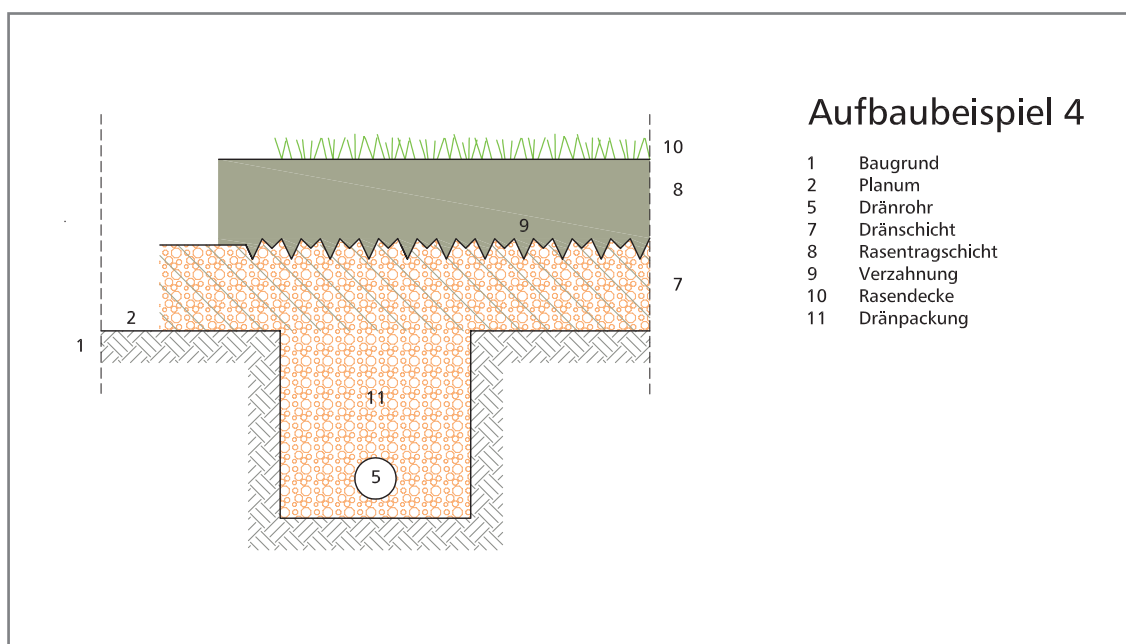 Aufbaubeispiel 4
1 Baugrund
2 Planum
5 Dränrohr
7 Dränschicht
8 Rasentragschicht
9 Verzahnung
10 Rasendecke
11 Dränpackung
10
8
9
7
2
1
11
5